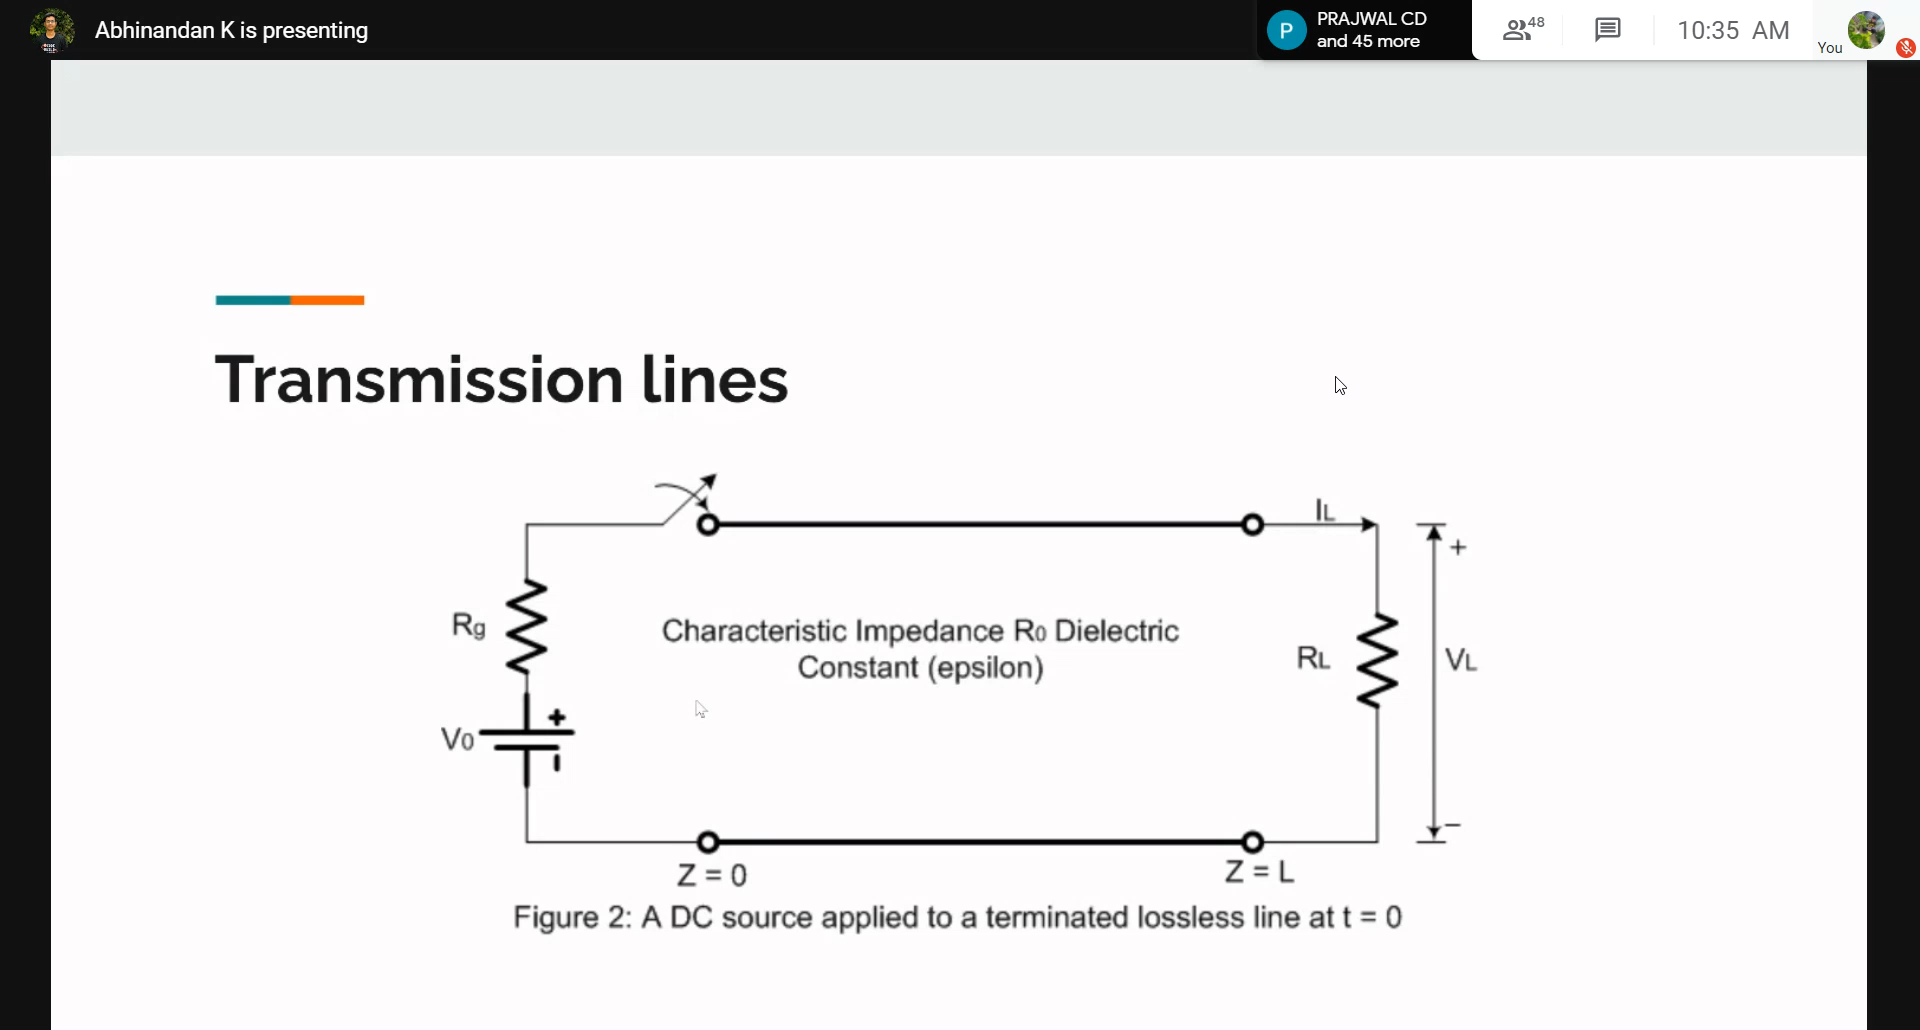 Abhinandan K is presenting
P
PRAJWAL CD
and 45 more
48
10:35 AM
You
Transmission lines
IL
+
Rg
Characteristic Impedance R0 Dielectric
Constant (epsilon)
RL
VL
V0
+
-
–
Z = 0
Z = L
Figure 2: A DC source applied to a terminated lossless line at t = 0